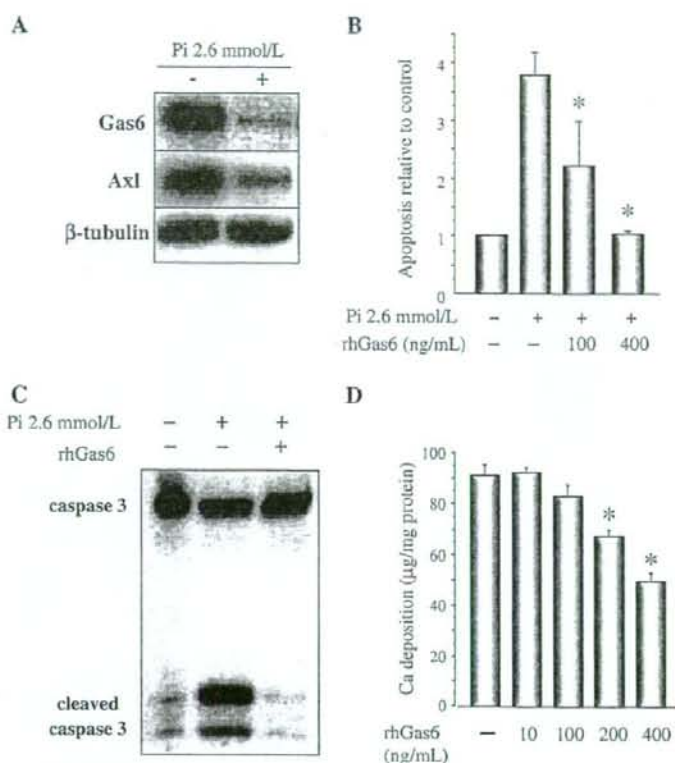 A
Pi 2.6 mmol/L
- +
Gas6
Axl
β-tubulin
B
Apoptosis relative to control
4
3
2
1
0
Pi 2.6 mmol/L − + + +
rhGas6 (ng/mL) − − 100 400
* *
C
Pi 2.6 mmol/L − + +
rhGas6 − − +
caspase 3
cleaved
caspase 3
D
Ca deposition (μg/mg protein)
100
80
60
40
20
0
* *
rhGas6 − 10 100 200 400
(ng/mL)